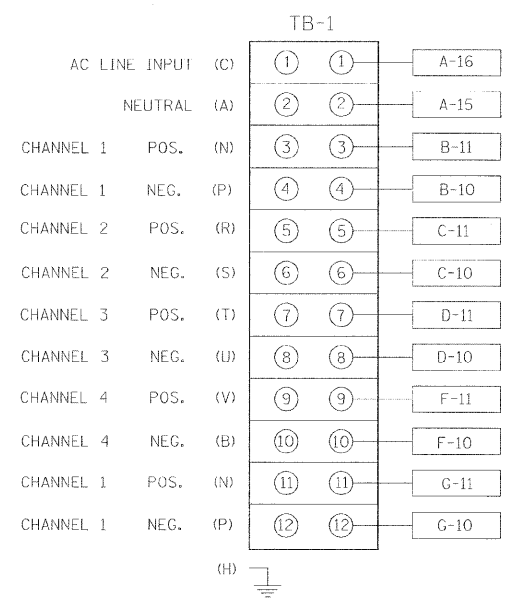 TB-1
AC LINE INPUT (C) 1 1 A-16
NEUTRAL (A) 2 2 A-15
CHANNEL 1 POS. (N) 3 3 B-11
CHANNEL 1 NEG. (P) 4 4 B-10
CHANNEL 2 POS. (R) 5 5 C-11
CHANNEL 2 NEG. (S) 6 6 C-10
CHANNEL 3 POS. (T) 7 7 D-11
CHANNEL 3 NEG. (U) 8 8 D-10
CHANNEL 4 POS. (V) 9 9 F-11
CHANNEL 4 NEG. (B) 10 10 F-10
CHANNEL 1 POS. (N) 11 11 G-11
CHANNEL 1 NEG. (P) 12 12 G-10
(H)